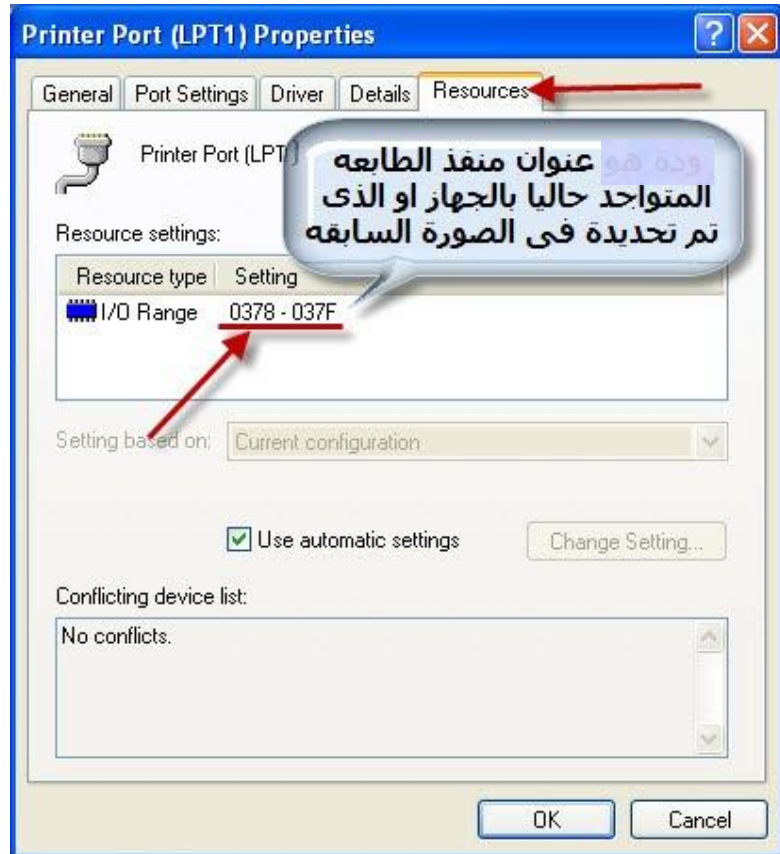 Printer Port (LPT1) Properties
General Port Settings Driver Details Resources
Printer Port (LPT1)
وده هو عنوان منفذ الطابعه
المتواجد حاليا بالجهاز او الذى
تم تحديدة فى الصورة السابقه
Resource settings:
Resource type Setting
I/O Range 0378 - 037F
Setting based on: Current configuration
Use automatic settings Change Setting...
Conflicting device list:
No conflicts.
OK Cancel